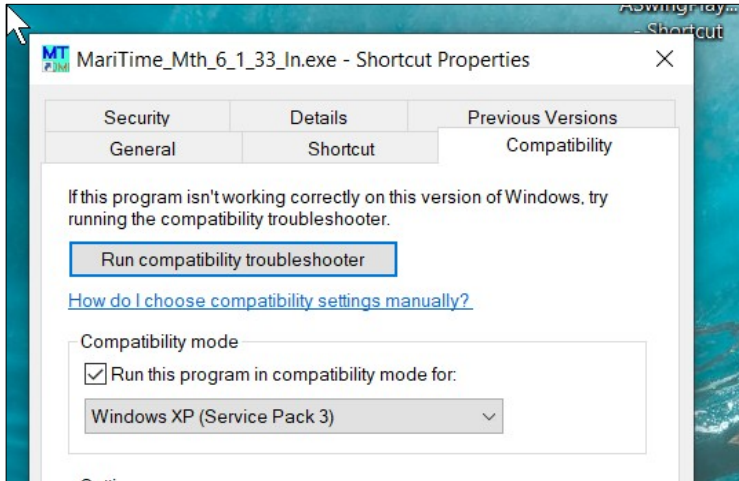 - Shortcut
MT
JMI
MariTime_Mth_6_1_33_In.exe - Shortcut Properties
Security
Details
Previous Versions
General
Shortcut
Compatibility
If this program isn't working correctly on this version of Windows, try
running the compatibility troubleshooter.
Run compatibility troubleshooter
How do I choose compatibility settings manually?
Compatibility mode
Run this program in compatibility mode for:
Windows XP (Service Pack 3)